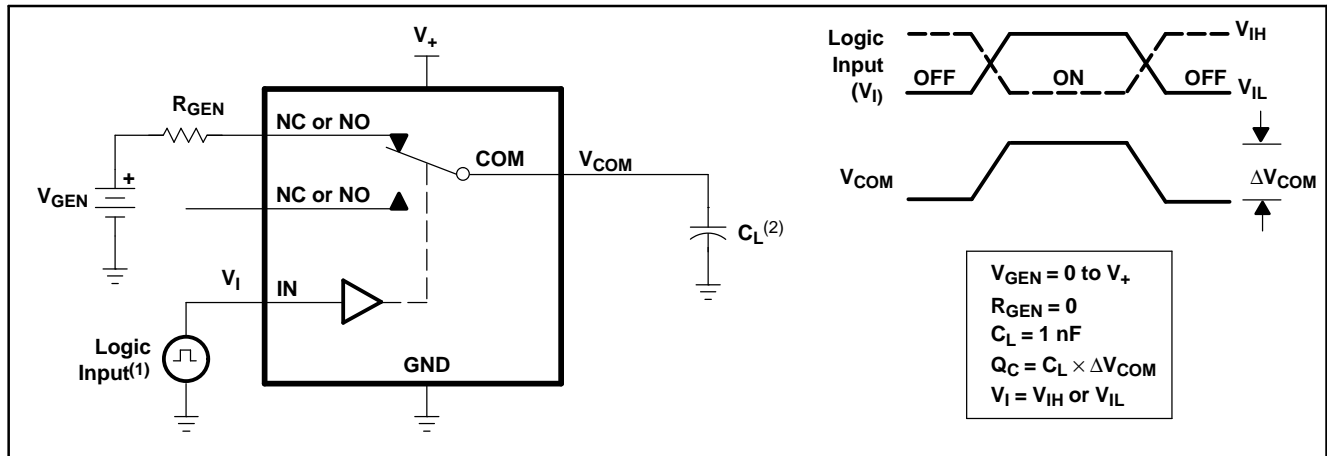 V+
RGEN
NC or NO
COM
VCOM
VGEN
+
NC or NO
CL(2)
VI
IN
Logic
Input(1)
GND
Logic
Input
(VI)
OFF
ON
OFF
VIH
VIL
VCOM
ΔVCOM
VGEN = 0 to V+
RGEN = 0
CL = 1 nF
QC = CL × ΔVCOM
VI = VIH or VIL